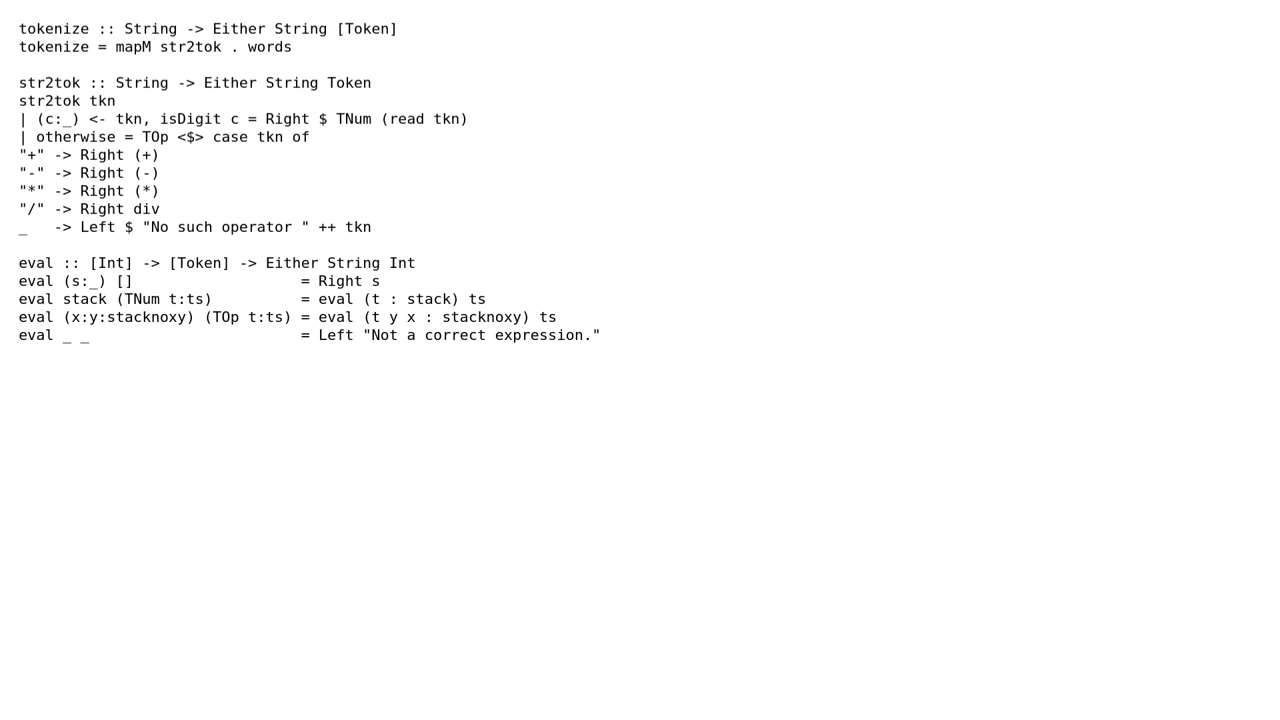 tokenize :: String -> Either String [Token]
tokenize = mapM str2tok . words

str2tok :: String -> Either String Token
str2tok tkn
| (c:_) <- tkn, isDigit c = Right $ TNum (read tkn)
| otherwise = TOp <$> case tkn of
"+" -> Right (+)
"-" -> Right (-)
"*" -> Right (*)
"/" -> Right div
_   -> Left $ "No such operator " ++ tkn

eval :: [Int] -> [Token] -> Either String Int
eval (s:_) []                   = Right s
eval stack (TNum t:ts)          = eval (t : stack) ts
eval (x:y:stacknoxy) (TOp t:ts) = eval (t y x : stacknoxy) ts
eval _ _                        = Left "Not a correct expression."